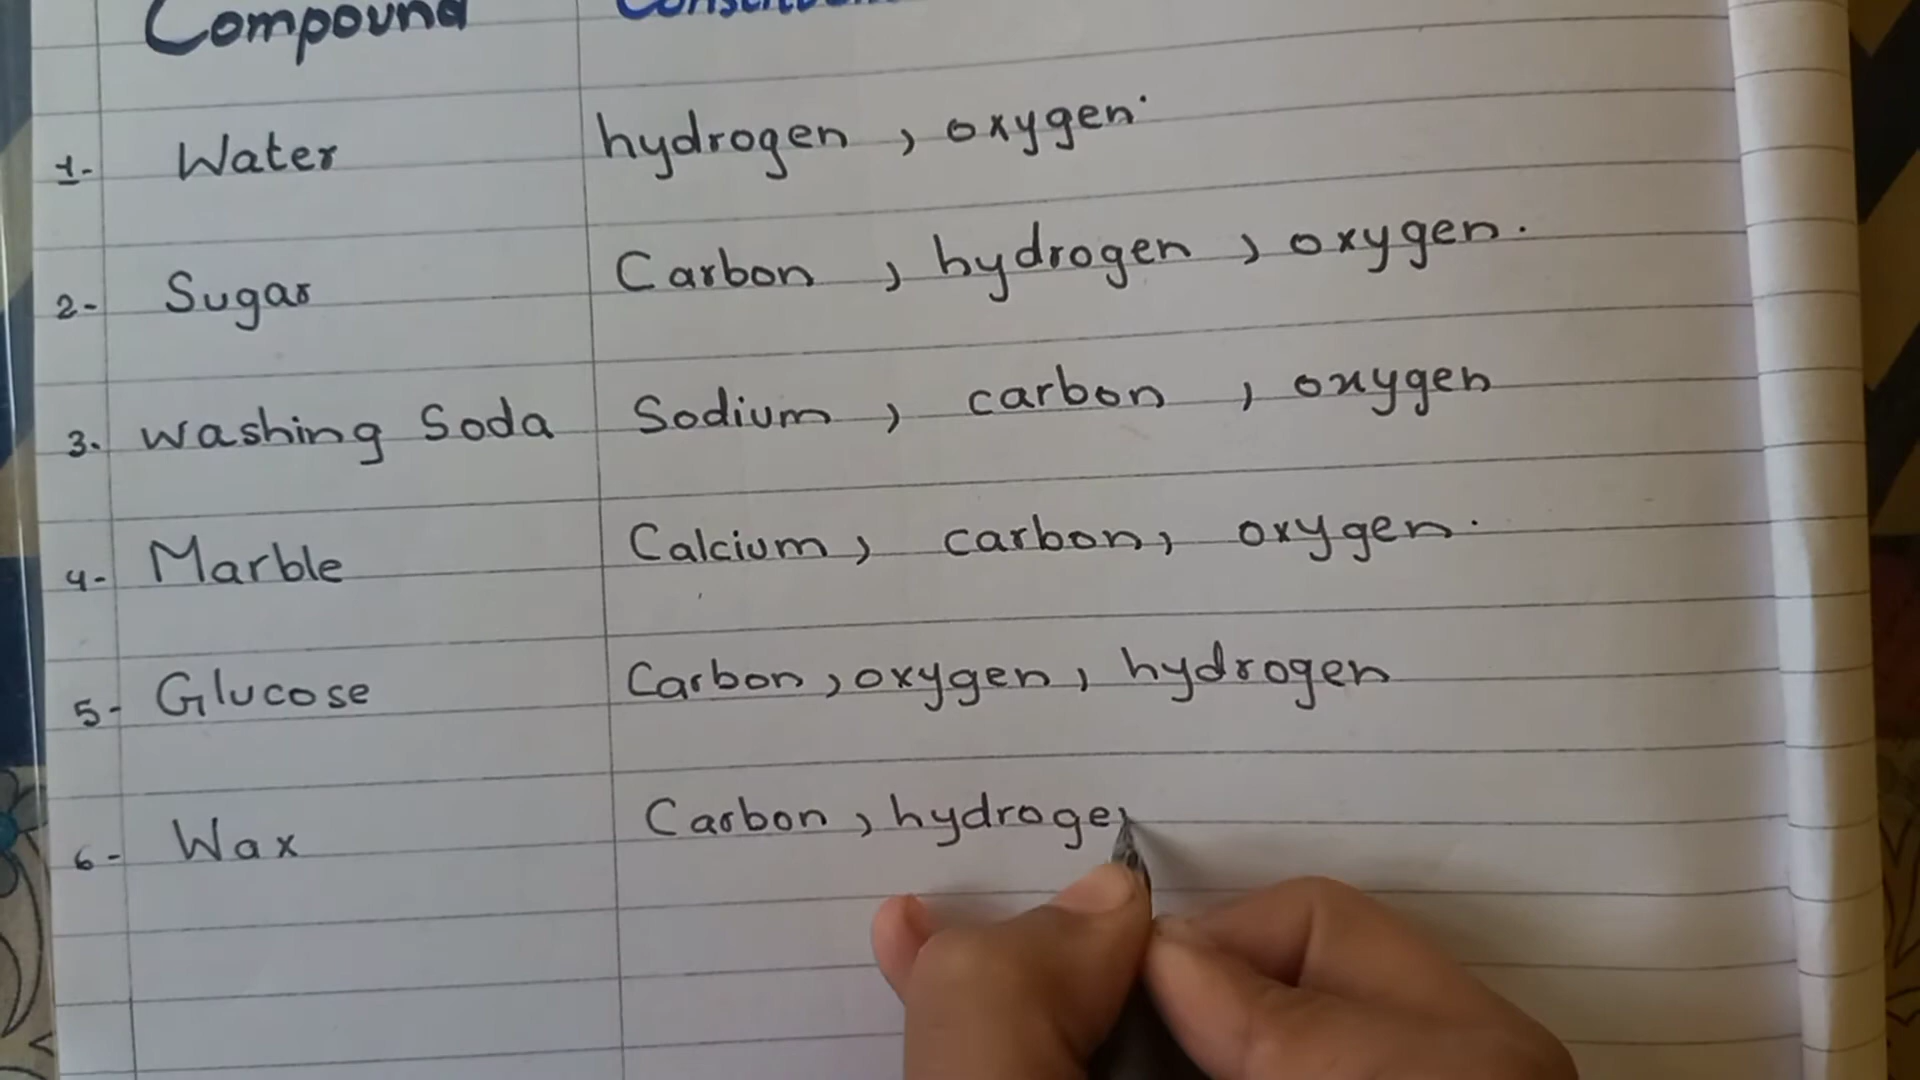 Compound
1- Water hydrogen , oxygen.
2- Sugar Carbon , hydrogen , oxygen.
3. Washing Soda Sodium , carbon , oxygen
4- Marble Calcium , carbon , oxygen.
5- Glucose Carbon , oxygen , hydrogen
6- Wax Carbon , hydroge